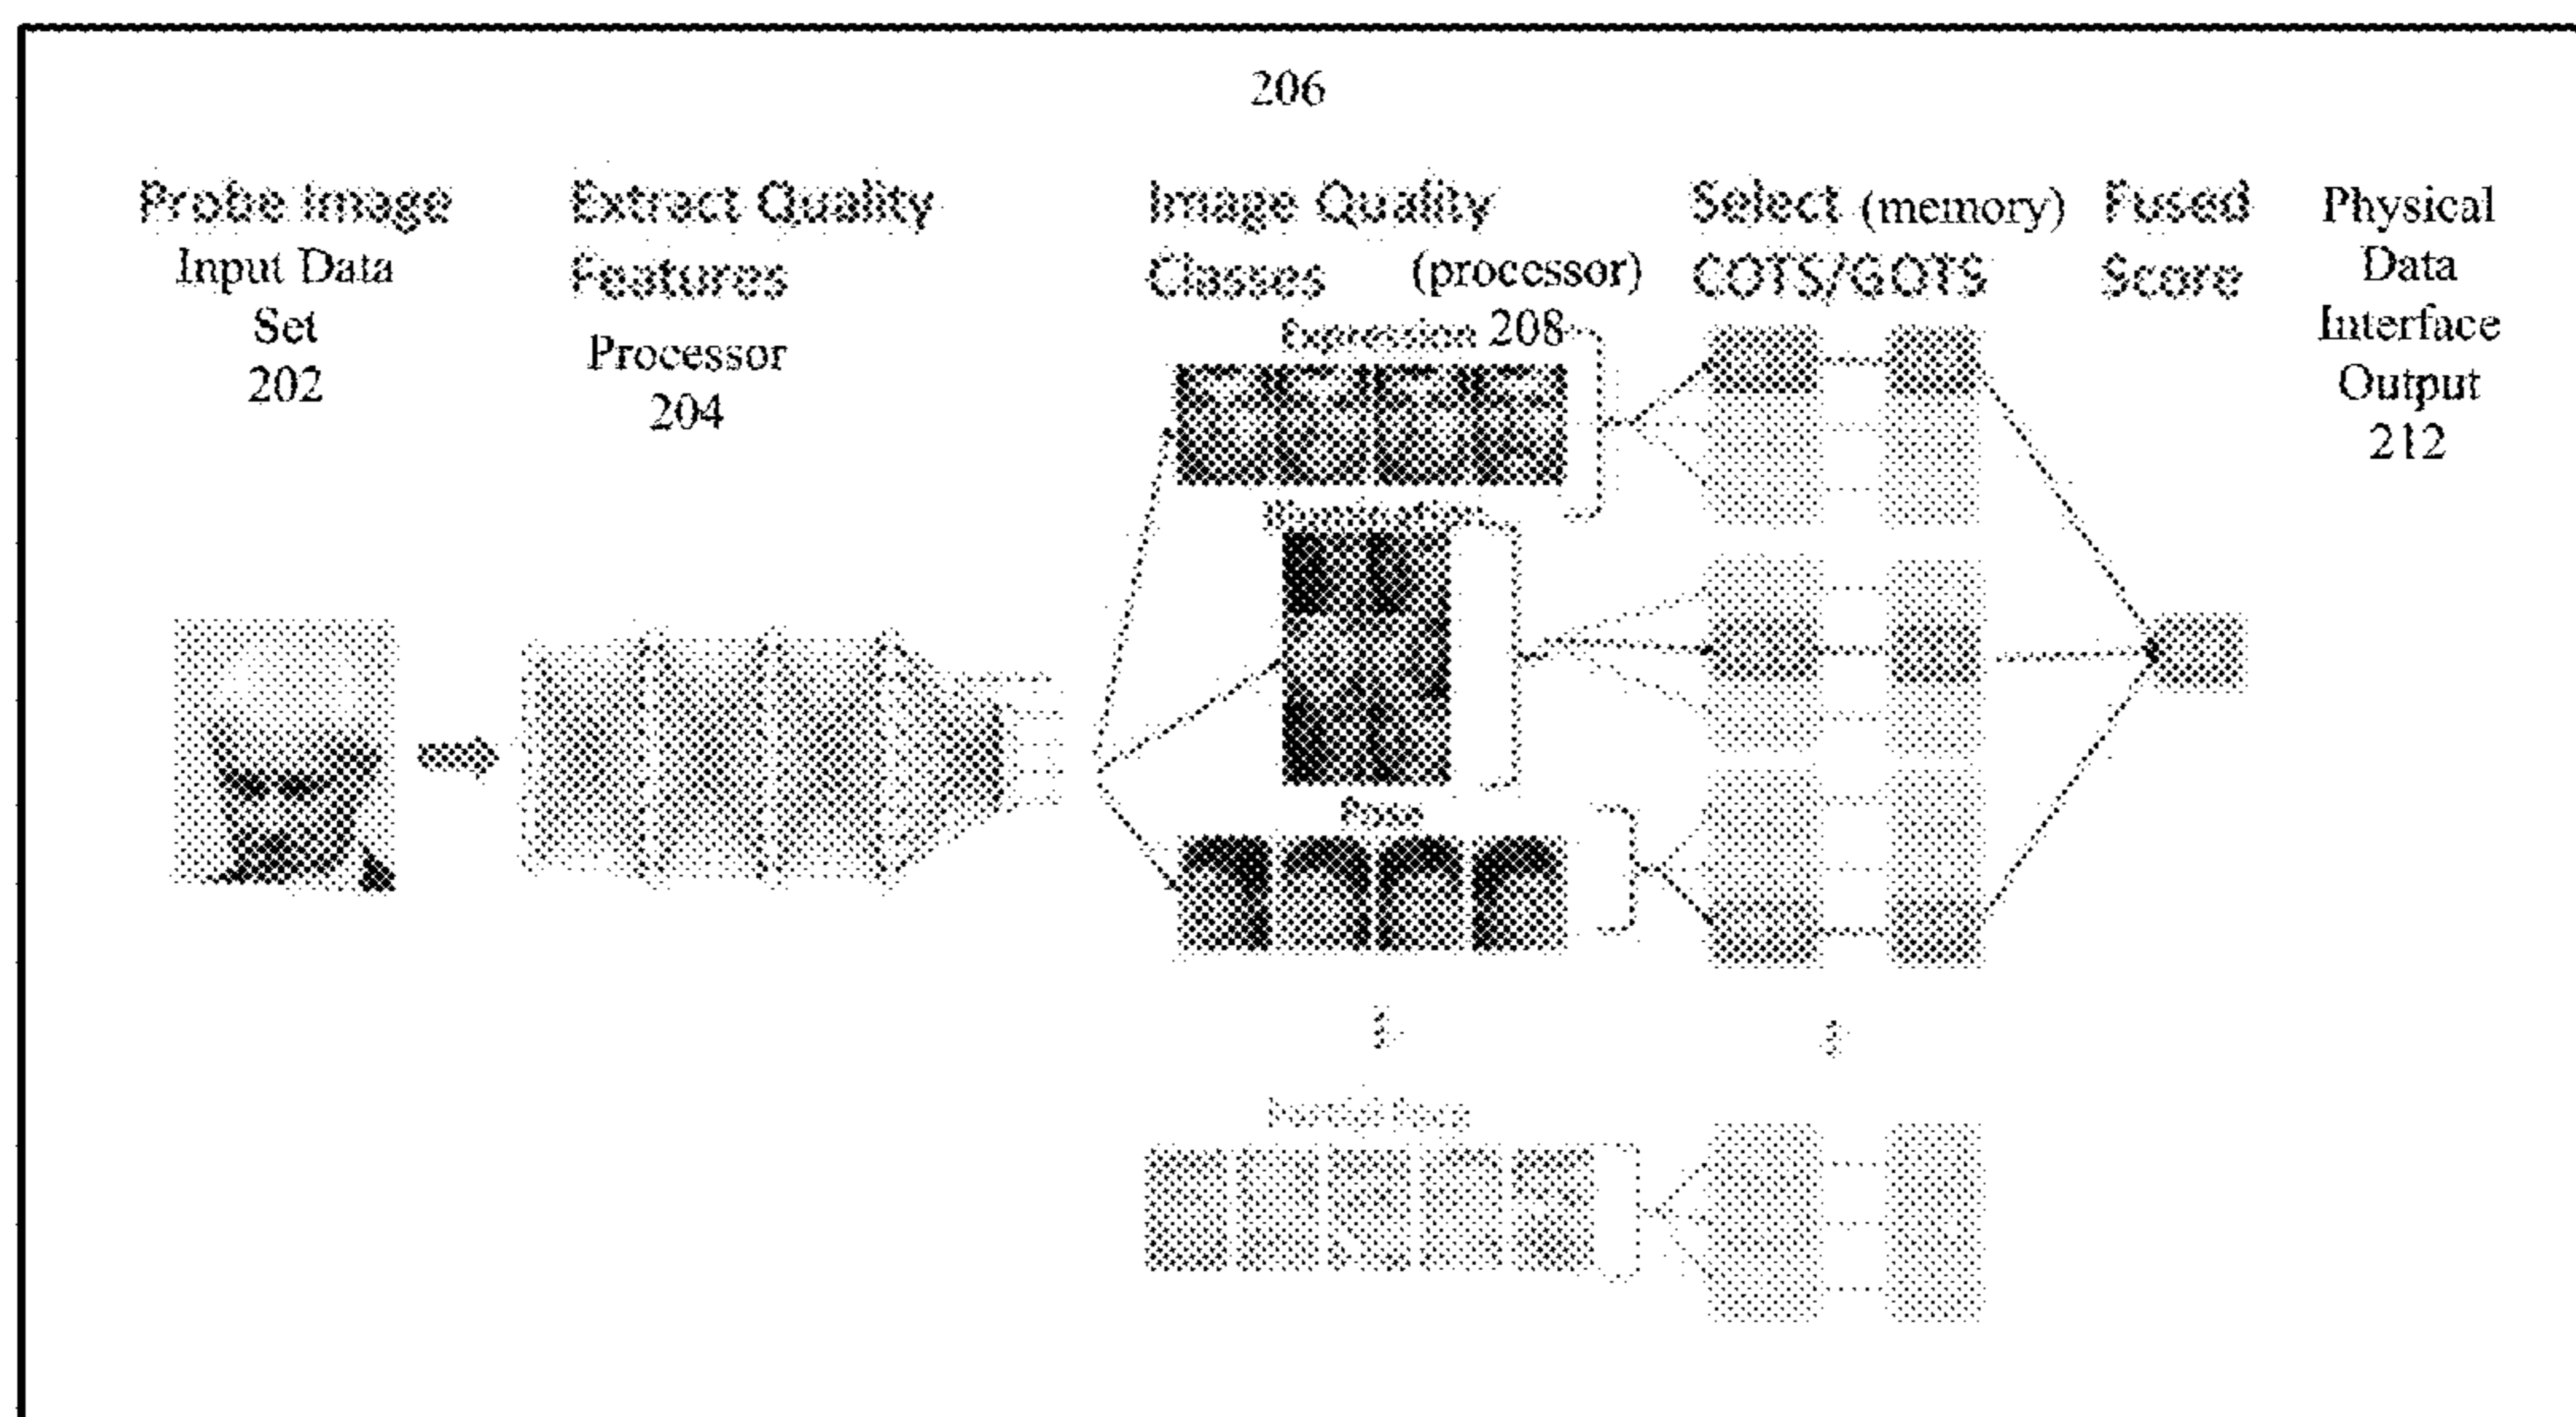 206
Probe Image
Input Data
Set
202
Extract Quality
Features
Processor
204
Image Quality
Classes (processor)
208
Expression
Pose
Select (memory)
COTS/GOTS
Fused
Score
Physical
Data
Interface
Output
212